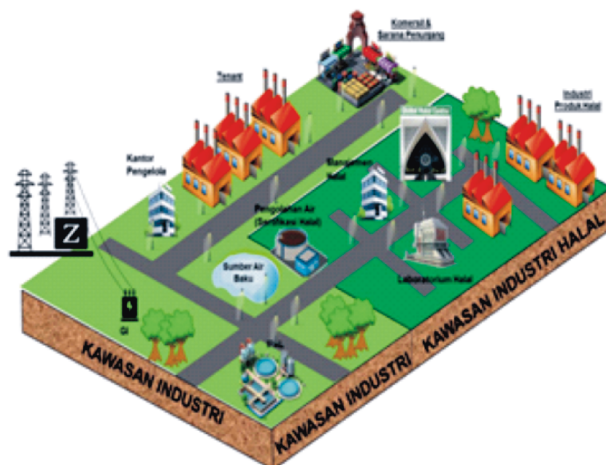 Komersil &
Sarana Penunjang
Tenant
Industri
Produk Halal
Kantor
Pengelola
Manajemen
Halal
Pengolahan Air
(Sertifikasi Halal)
Z
Sumber Air
Baku
Laboratorium Halal
GI
KAWASAN INDUSTRI
KAWASAN INDUSTRI
KAWASAN INDUSTRI HALAL